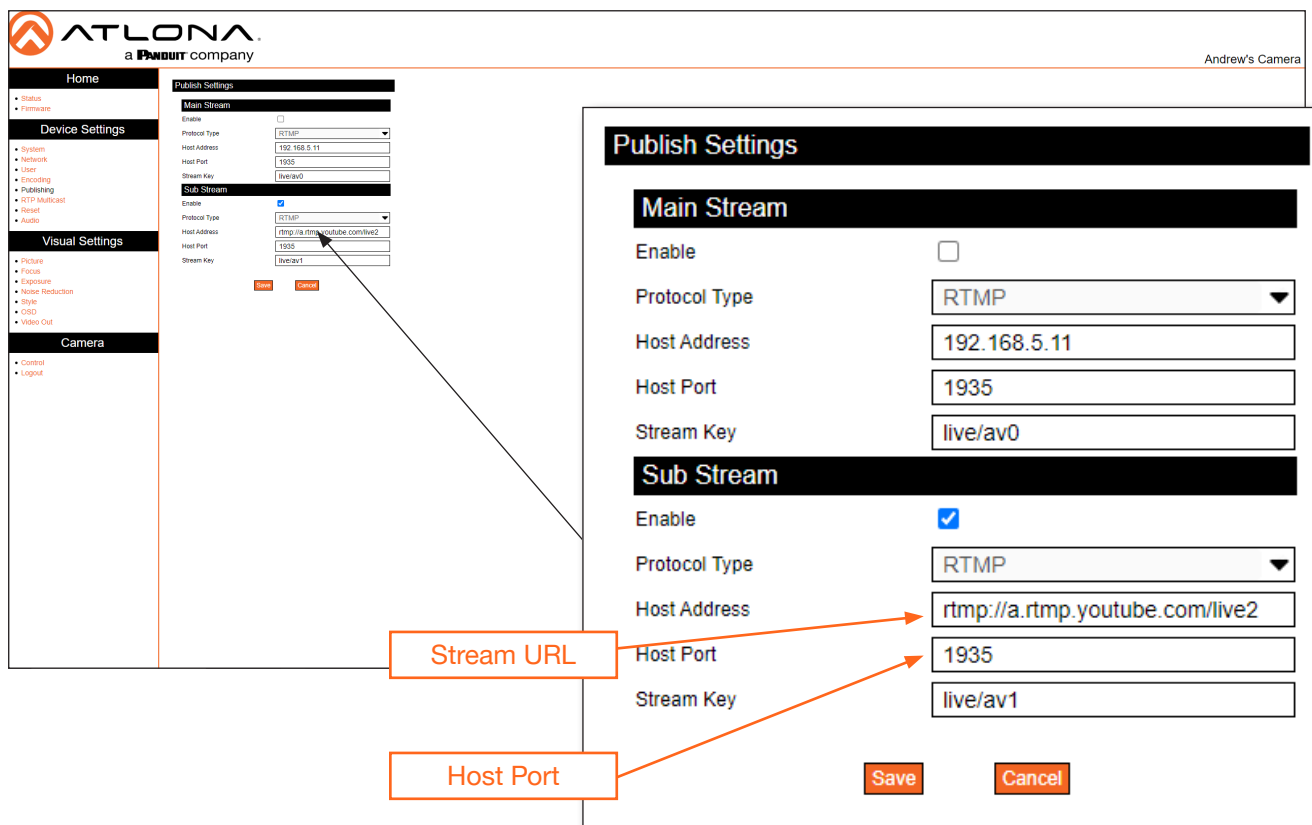 ATLONA.
a PANDUIT company
Andrew's Camera
Home
• Status
• Firmware
Device Settings
• System
• Network
• User
• Encoding
• Publishing
• RTP Multicast
• Reset
• Audio
Visual Settings
• Picture
• Focus
• Exposure
• Noise Reduction
• Style
• OSD
• Video Out
Camera
• Control
• Logout
Publish Settings
Main Stream
Enable
Protocol Type RTMP
Host Address 192.168.5.11
Host Port 1935
Stream Key live/av0
Sub Stream
Enable
Protocol Type RTMP
Host Address rtmp://a.rtmp.youtube.com/live2
Host Port 1935
Stream Key live/av1
Save Cancel
Publish Settings
Main Stream
Enable
Protocol Type RTMP
Host Address 192.168.5.11
Host Port 1935
Stream Key live/av0
Sub Stream
Enable
Protocol Type RTMP
Host Address rtmp://a.rtmp.youtube.com/live2
Host Port 1935
Stream Key live/av1
Save Cancel
Stream URL
Host Port